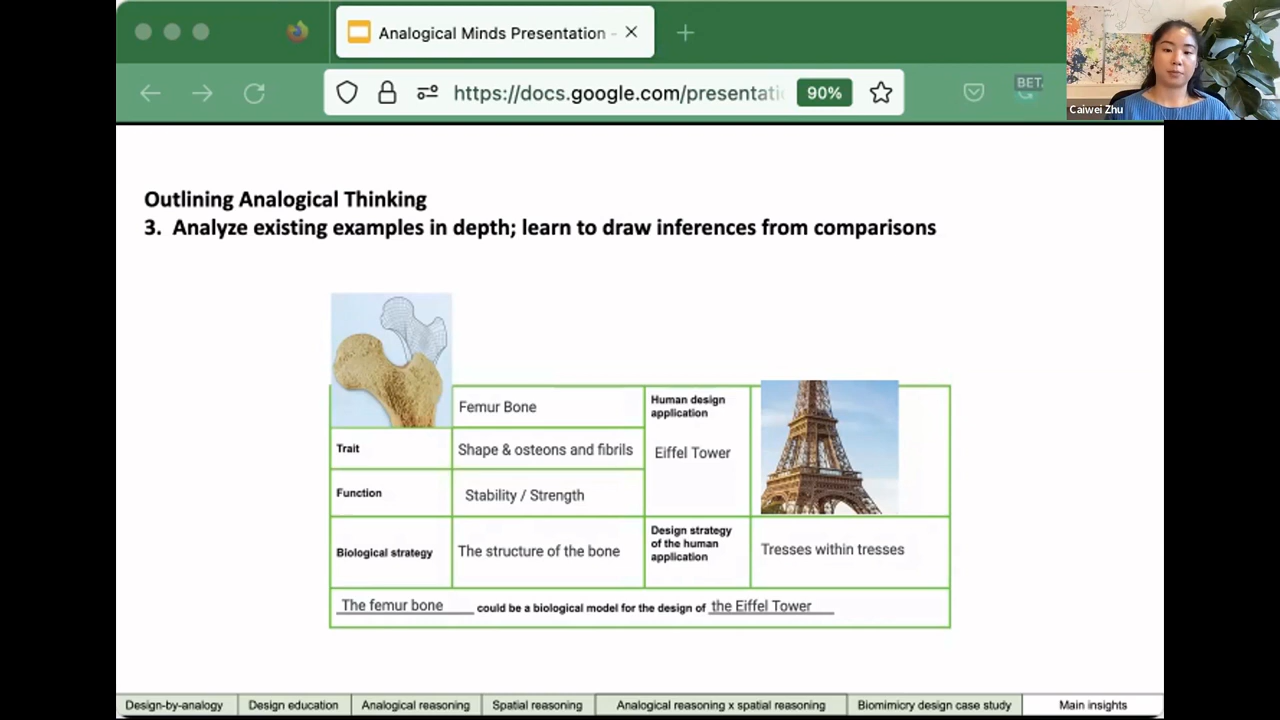 Analogical Minds Presentation -
https://docs.google.com/presentati
90%
BET
Caiwei Zhu
Outlining Analogical Thinking
3. Analyze existing examples in depth; learn to draw inferences from comparisons
Femur Bone
Human design
application
Eiffel Tower
Trait
Shape & osteons and fibrils
Function
Stability / Strength
Biological strategy
The structure of the bone
Design strategy
of the human
application
Tresses within tresses
The femur bone could be a biological model for the design of the Eiffel Tower
Design-by-analogy
Design education
Analogical reasoning
Spatial reasoning
Analogical reasoning x spatial reasoning
Biomimicry design case study
Main insights